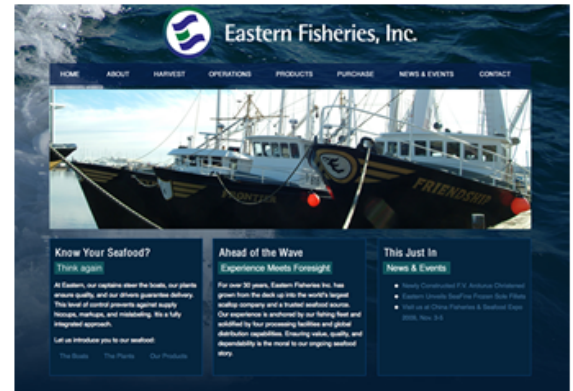 Eastern Fisheries, Inc.
HOME ABOUT HARVEST OPERATIONS PRODUCTS PURCHASE NEWS & EVENTS CONTACT
FRONTIER
FRIENDSHIP
Know Your Seafood?
Think again
At Eastern, our captains steer the boats, our plants
ensure quality, and our drivers guarantee delivery.
This level of control prevents against supply
hiccups, markups, and mislabeling. It's a fully
integrated approach.
Let us introduce you to our seafood:
The Boats The Plants Our Products
Ahead of the Wave
Experience Meets Foresight
For over 30 years, Eastern Fisheries Inc. has
grown from the deck up into the world's largest
scallop company and a trusted seafood source.
Our experience is anchored by our fishing fleet and
solidified by four processing facilities and global
distribution capabilities. Ensuring value, quality, and
dependability is the moral to our ongoing seafood
story.
This Just In
News & Events
Newly Constructed F.V. Christened
Eastern Unveils SeaFine Frozen Sole Fillets
Visit us at China Fisheries & Seafood Expo
Nov. 3-5